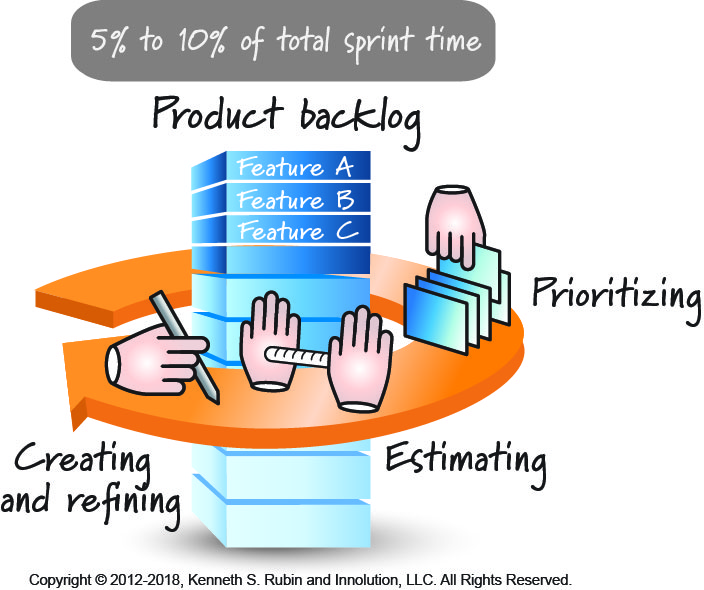 5% to 10% of total sprint time
Product backlog
Feature A
Feature B
Feature C
Prioritizing
Creating
and refining
Estimating
Copyright © 2012-2018, Kenneth S. Rubin and Innolution, LLC. All Rights Reserved.